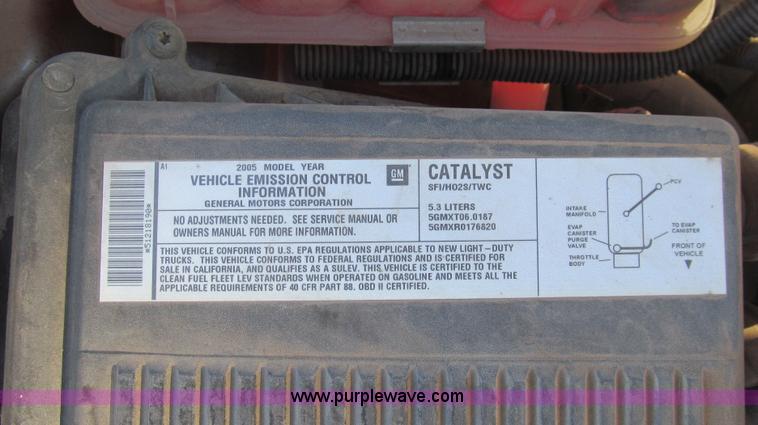 A1
2005 MODEL YEAR
VEHICLE EMISSION CONTROL
INFORMATION
GENERAL MOTORS CORPORATION
GM
NO ADJUSTMENTS NEEDED. SEE SERVICE MANUAL OR
OWNERS MANUAL FOR MORE INFORMATION.
CATALYST
SFI/HO2S/TWC
5.3 LITERS
5GMXT06.0187
5GMXR0176820
THIS VEHICLE CONFORMS TO U.S. EPA REGULATIONS APPLICABLE TO NEW LIGHT-DUTY
TRUCKS. THIS VEHICLE CONFORMS TO FEDERAL REGULATIONS AND IS CERTIFIED FOR
SALE IN CALIFORNIA, AND QUALIFIES AS A SULEV. THIS VEHICLE IS CERTIFIED TO THE
CLEAN FUEL FLEET LEV STANDARDS WHEN OPERATED ON GASOLINE AND MEETS ALL THE
APPLICABLE REQUIREMENTS OF 40 CFR PART 88. OBD II CERTIFIED.
*51218190*
PCV
INTAKE
MANIFOLD
EVAP
CANISTER
PURGE
VALVE
THROTTLE
BODY
TO EVAP
CANISTER
FRONT OF
VEHICLE
www.purplewave.com